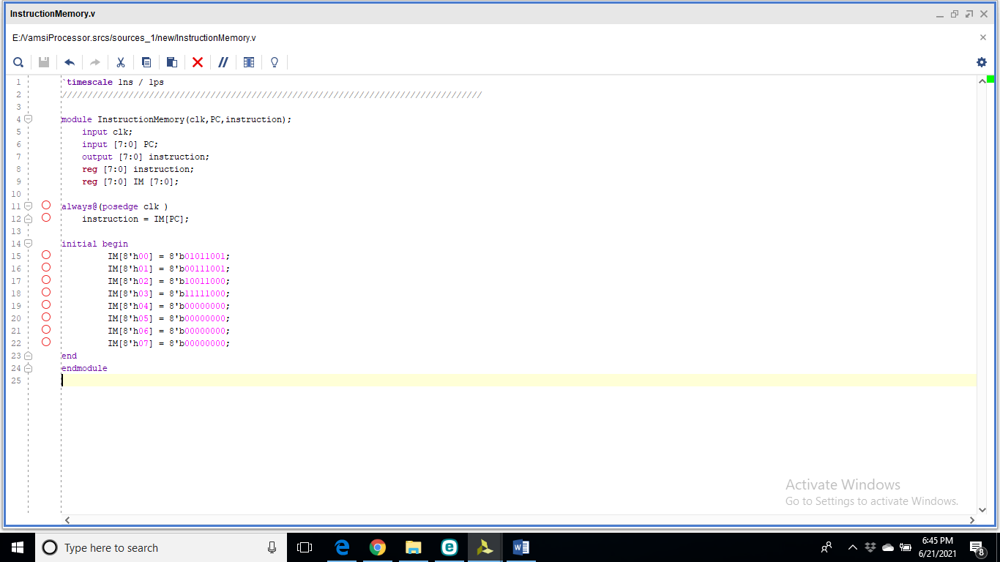 InstructionMemory.v
E:/VamsiProcessor.srcs/sources_1/new/InstructionMemory.v
1 `timescale 1ns / 1ps
2 //////////////////////////////////////////////////////////////////////////////////
3
4 module InstructionMemory(clk,PC,instruction);
5 input clk;
6 input [7:0] PC;
7 output [7:0] instruction;
8 reg [7:0] instruction;
9 reg [7:0] IM [7:0];
10
11 always@(posedge clk )
12 instruction = IM[PC];
13
14 initial begin
15 IM[8'h00] = 8'b01011001;
16 IM[8'h01] = 8'b00111001;
17 IM[8'h02] = 8'b10011000;
18 IM[8'h03] = 8'b11111000;
19 IM[8'h04] = 8'b00000000;
20 IM[8'h05] = 8'b00000000;
21 IM[8'h06] = 8'b00000000;
22 IM[8'h07] = 8'b00000000;
23 end
24 endmodule
25
Activate Windows
Go to Settings to activate Windows.
Type here to search
6:45 PM
6/21/2021
8